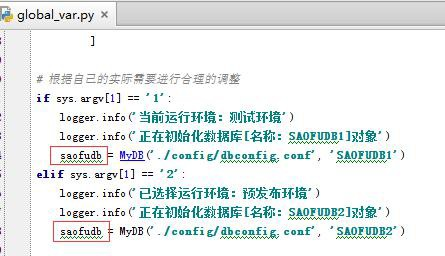 global_var.py ×
]
# 根据自己的实际需要进行合理的调整
if sys.argv[1] == '1':
logger.info('当前运行环境：测试环境')
logger.info('正在初始化数据库[名称：SAOFUDB1]对象')
saofudb = MyDB('./config/dbconfig.conf', 'SAOFUDB1')
elif sys.argv[1] == '2':
logger.info('已选择运行环境：预发布环境')
logger.info('正在初始化数据库[名称：SAOFUDB2]对象')
saofudb = MyDB('./config/dbconfig.conf', 'SAOFUDB2')